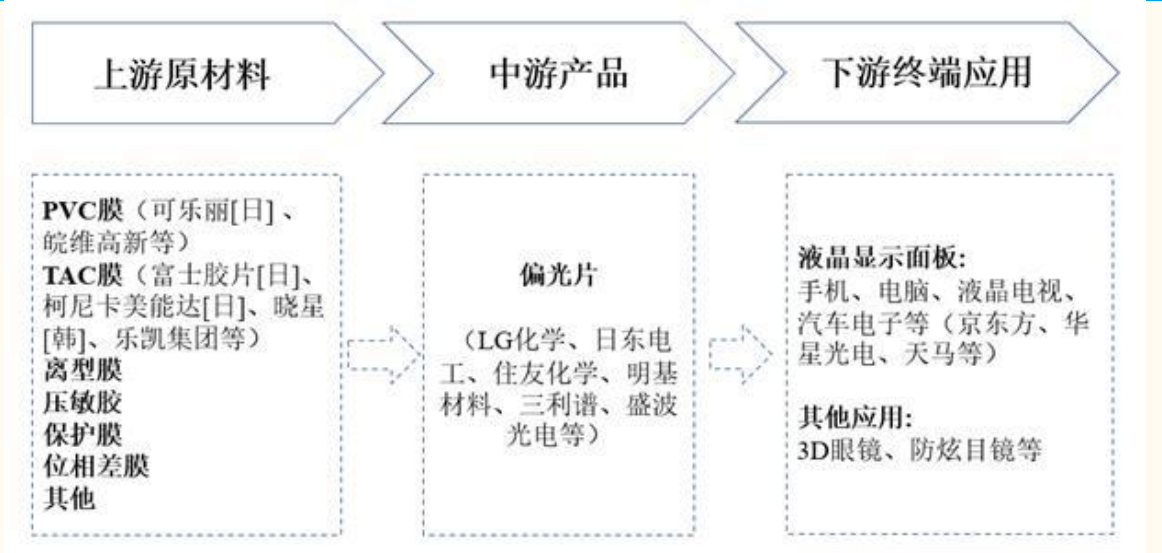 上游原材料
中游产品
下游终端应用
PVC膜（可乐丽[日]、
皖维高新等）
TAC膜（富士胶片[日]、
柯尼卡美能达[日]、晓星
[韩]、乐凯集团等）
离型膜
压敏胶
保护膜
位相差膜
其他
偏光片
（LG化学、日东电
工、住友化学、明基
材料、三利谱、盛波
光电等）
液晶显示面板:
手机、电脑、液晶电视、
汽车电子等（京东方、华
星光电、天马等）
其他应用:
3D眼镜、防炫目镜等